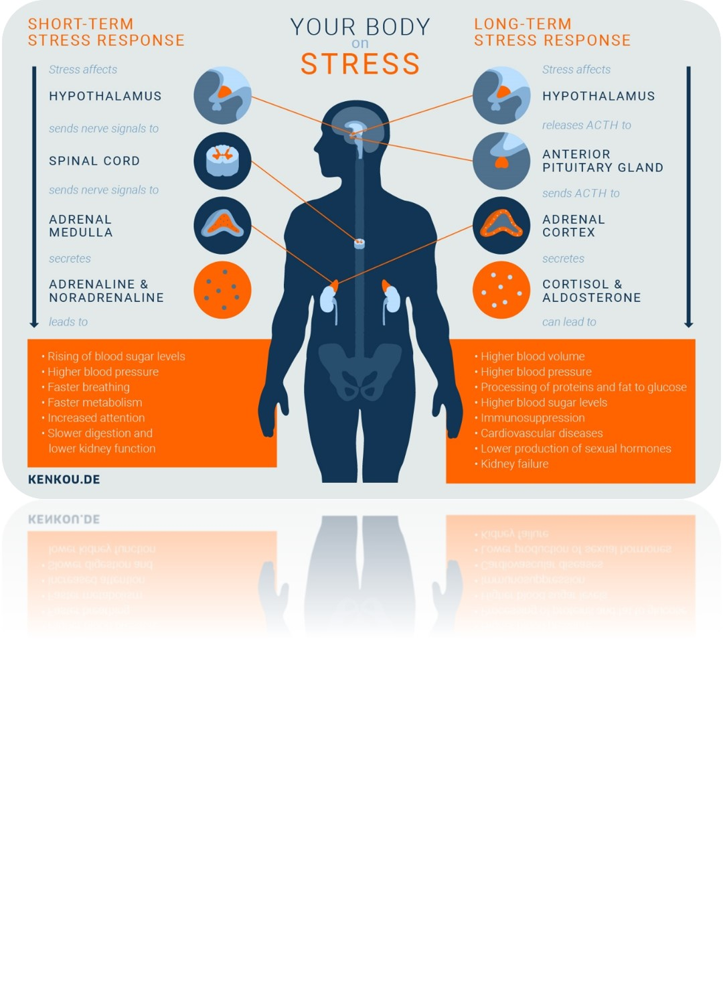 SHORT-TERM
STRESS RESPONSE
Stress affects
HYPOTHALAMUS
sends nerve signals to
SPINAL CORD
sends nerve signals to
ADRENAL
MEDULLA
secretes
ADRENALINE &
NORADRENALINE
leads to
• Rising of blood sugar levels
• Higher blood pressure
• Faster breathing
• Faster metabolism
• Increased attention
• Slower digestion and
lower kidney function
KENKOU.DE
YOUR BODY
on
STRESS
LONG-TERM
STRESS RESPONSE
Stress affects
HYPOTHALAMUS
releases ACTH to
ANTERIOR
PITUITARY GLAND
sends ACTH to
ADRENAL
CORTEX
secretes
CORTISOL &
ALDOSTERONE
can lead to
• Higher blood volume
• Higher blood pressure
• Processing of proteins and fat to glucose
• Higher blood sugar levels
• Immunosuppression
• Cardiovascular diseases
• Lower production of sexual hormones
• Kidney failure